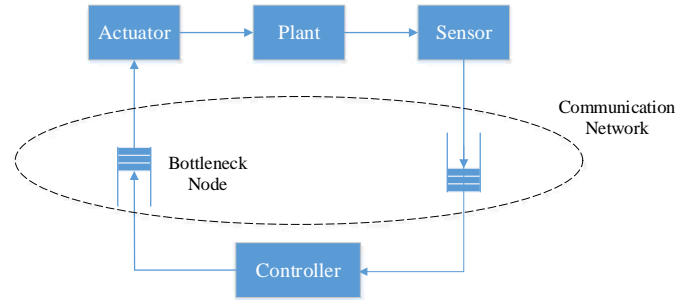 Actuator
Plant
Sensor
Communication
Network
Bottleneck
Node
Controller